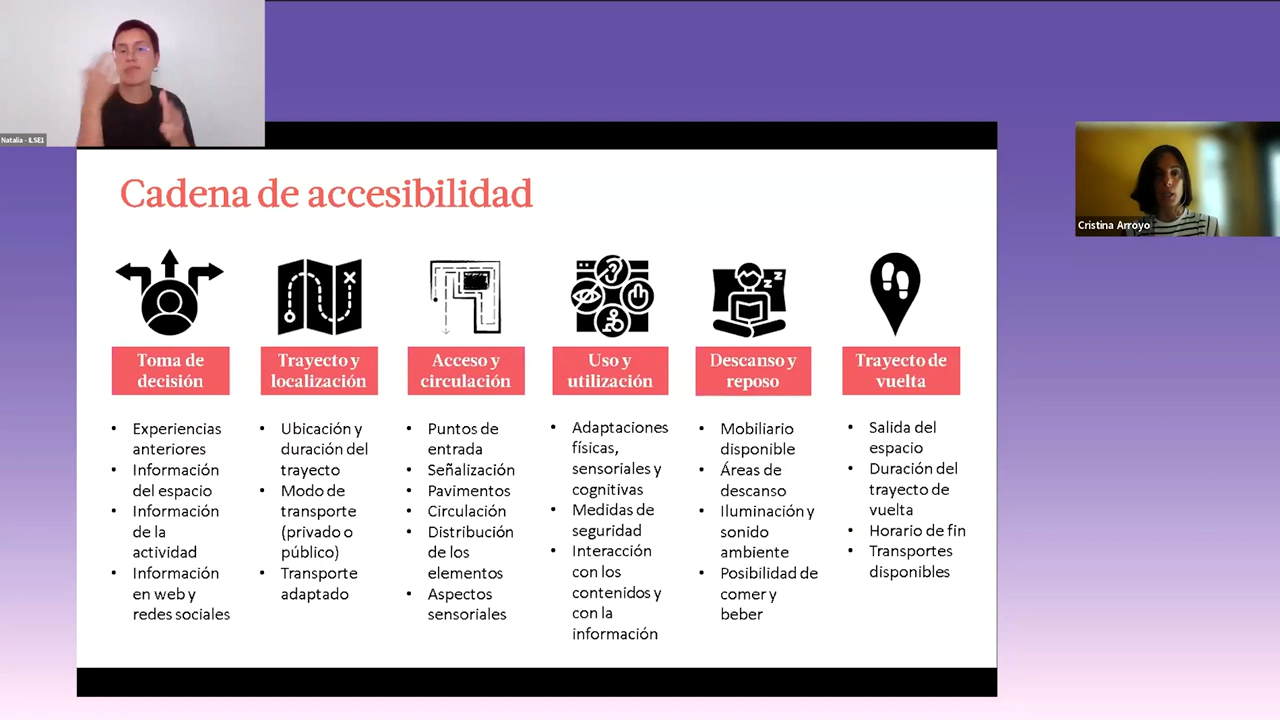 Natalia - ILSE1
Cristina Arroyo
Cadena de accesibilidad
Toma de
decisión
• Experiencias
anteriores
• Información
del espacio
• Información
de la
actividad
• Información
en web y
redes sociales
Trayecto y
localización
• Ubicación y
duración del
trayecto
• Modo de
transporte
(privado o
público)
• Transporte
adaptado
Acceso y
circulación
• Puntos de
entrada
• Señalización
• Pavimentos
• Circulación
• Distribución
de los
elementos
• Aspectos
sensoriales
Uso y
utilización
• Adaptaciones
físicas,
sensoriales y
cognitivas
• Medidas de
seguridad
• Interacción
con los
contenidos y
con la
información
Descanso y
reposo
• Mobiliario
disponible
• Áreas de
descanso
• Iluminación y
sonido
ambiente
• Posibilidad de
comer y
beber
Trayecto de
vuelta
• Salida del
espacio
• Duración del
trayecto de
vuelta
• Horario de fin
• Transportes
disponibles